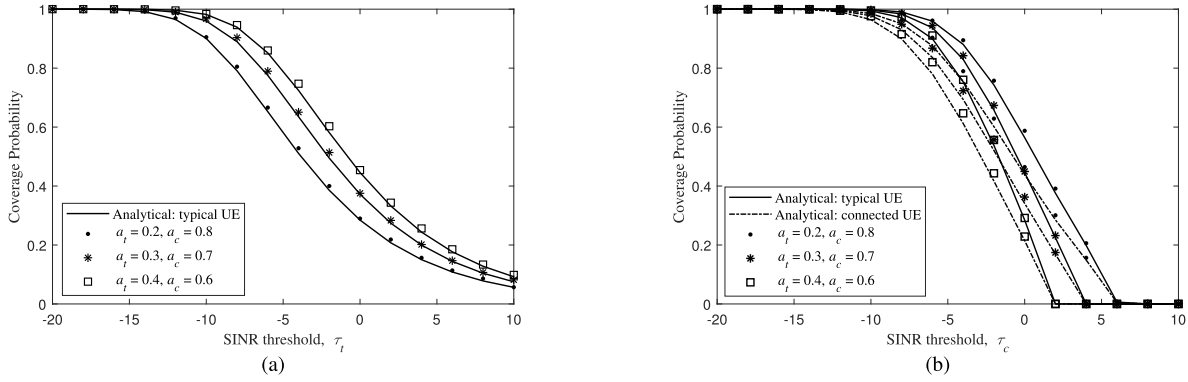 1
0.8
0.6
0.4
0.2
0
Coverage Probability
Analytical: typical UE
a_t = 0.2, a_c = 0.8
a_t = 0.3, a_c = 0.7
a_t = 0.4, a_c = 0.6
-20 -15 -10 -5 0 5 10
SINR threshold, τ_t
(a)
1
0.8
0.6
0.4
0.2
0
Coverage Probability
Analytical: typical UE
Analytical: connected UE
a_t = 0.2, a_c = 0.8
a_t = 0.3, a_c = 0.7
a_t = 0.4, a_c = 0.6
-20 -15 -10 -5 0 5 10
SINR threshold, τ_c
(b)